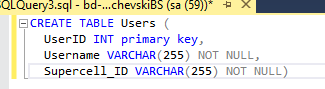 SQLQuery3.sql - bd-...chevskiBS (sa (59))*
CREATE TABLE Users (
UserID INT primary key,
Username VARCHAR(255) NOT NULL,
Supercell_ID VARCHAR(255) NOT NULL)